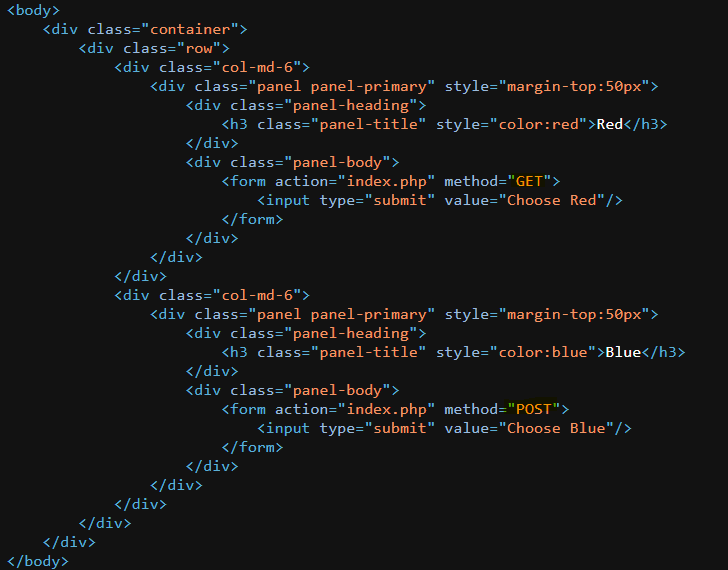 <body>
    <div class="container">
        <div class="row">
            <div class="col-md-6">
                <div class="panel panel-primary" style="margin-top:50px">
                    <div class="panel-heading">
                        <h3 class="panel-title" style="color:red">Red</h3>
                    </div>
                    <div class="panel-body">
                        <form action="index.php" method="GET">
                            <input type="submit" value="Choose Red"/>
                        </form>
                    </div>
                </div>
            </div>
            <div class="col-md-6">
                <div class="panel panel-primary" style="margin-top:50px">
                    <div class="panel-heading">
                        <h3 class="panel-title" style="color:blue">Blue</h3>
                    </div>
                    <div class="panel-body">
                        <form action="index.php" method="POST">
                            <input type="submit" value="Choose Blue"/>
                        </form>
                    </div>
                </div>
            </div>
        </div>
    </div>
</body>